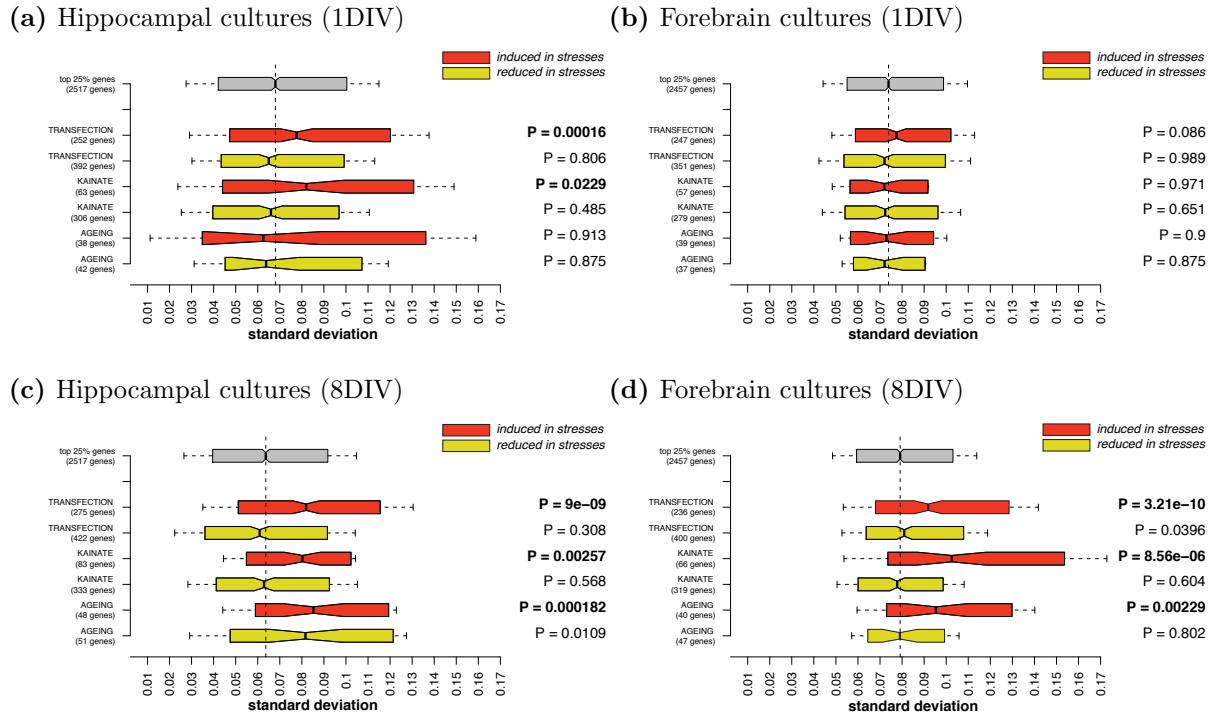 (a) Hippocampal cultures (1DIV)
induced in stresses
reduced in stresses
top 25% genes
(2517 genes)
TRANSFECTION
(252 genes)
P = 0.00016
TRANSFECTION
(392 genes)
P = 0.806
KAINATE
(63 genes)
P = 0.0229
KAINATE
(306 genes)
P = 0.485
AGEING
(38 genes)
P = 0.913
AGEING
(42 genes)
P = 0.875
0.01 0.02 0.03 0.04 0.05 0.06 0.07 0.08 0.09 0.1 0.11 0.12 0.13 0.14 0.15 0.16 0.17
standard deviation
(b) Forebrain cultures (1DIV)
induced in stresses
reduced in stresses
top 25% genes
(2457 genes)
TRANSFECTION
(247 genes)
P = 0.086
TRANSFECTION
(351 genes)
P = 0.989
KAINATE
(57 genes)
P = 0.971
KAINATE
(279 genes)
P = 0.651
AGEING
(39 genes)
P = 0.9
AGEING
(37 genes)
P = 0.875
0.01 0.02 0.03 0.04 0.05 0.06 0.07 0.08 0.09 0.1 0.11 0.12 0.13 0.14 0.15 0.16 0.17
standard deviation
(c) Hippocampal cultures (8DIV)
induced in stresses
reduced in stresses
top 25% genes
(2517 genes)
TRANSFECTION
(275 genes)
P = 9e−09
TRANSFECTION
(422 genes)
P = 0.308
KAINATE
(83 genes)
P = 0.00257
KAINATE
(333 genes)
P = 0.568
AGEING
(48 genes)
P = 0.000182
AGEING
(51 genes)
P = 0.0109
0.01 0.02 0.03 0.04 0.05 0.06 0.07 0.08 0.09 0.1 0.11 0.12 0.13 0.14 0.15 0.16 0.17
standard deviation
(d) Forebrain cultures (8DIV)
induced in stresses
reduced in stresses
top 25% genes
(2457 genes)
TRANSFECTION
(236 genes)
P = 3.21e−10
TRANSFECTION
(400 genes)
P = 0.0396
KAINATE
(66 genes)
P = 8.56e−06
KAINATE
(319 genes)
P = 0.604
AGEING
(40 genes)
P = 0.00229
AGEING
(47 genes)
P = 0.802
0.01 0.02 0.03 0.04 0.05 0.06 0.07 0.08 0.09 0.1 0.11 0.12 0.13 0.14 0.15 0.16 0.17
standard deviation